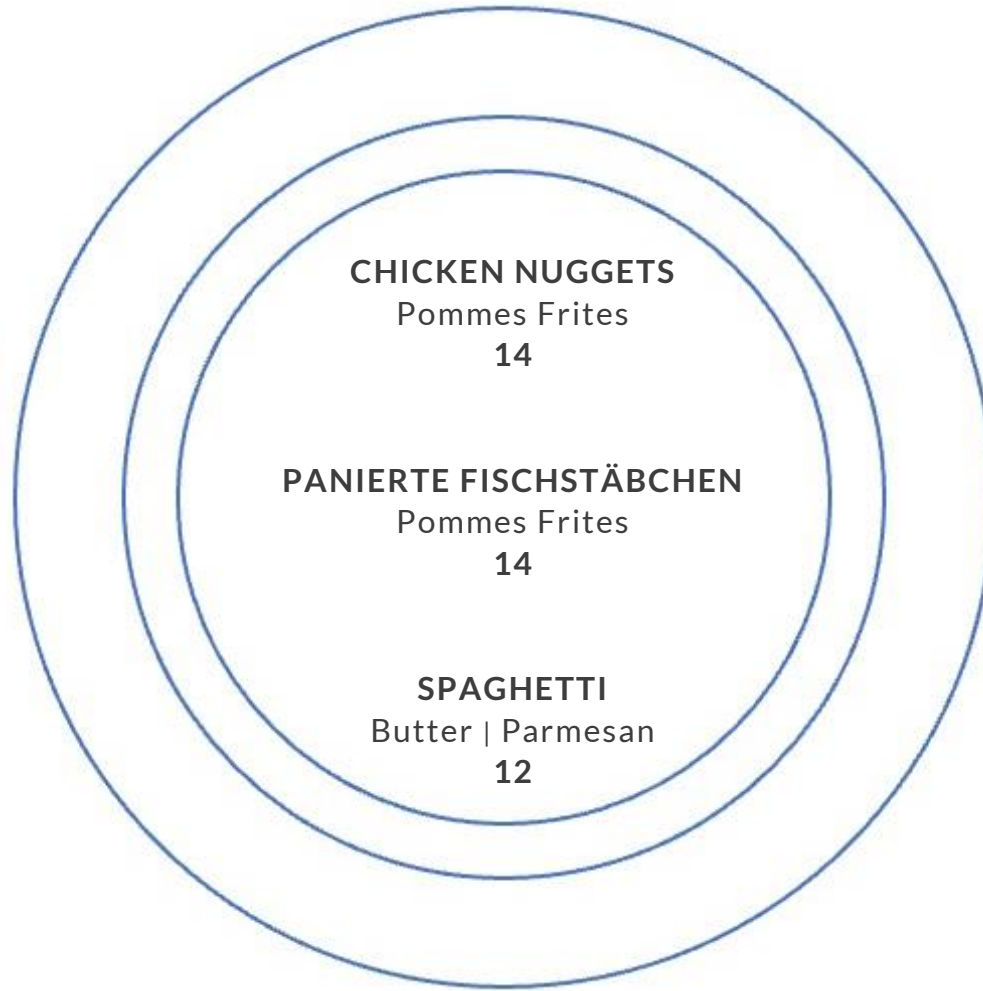 CHICKEN NUGGETS
Pommes Frites
14
PANIERTE FISCHSTÄBCHEN
Pommes Frites
14
SPAGHETTI
Butter | Parmesan
12